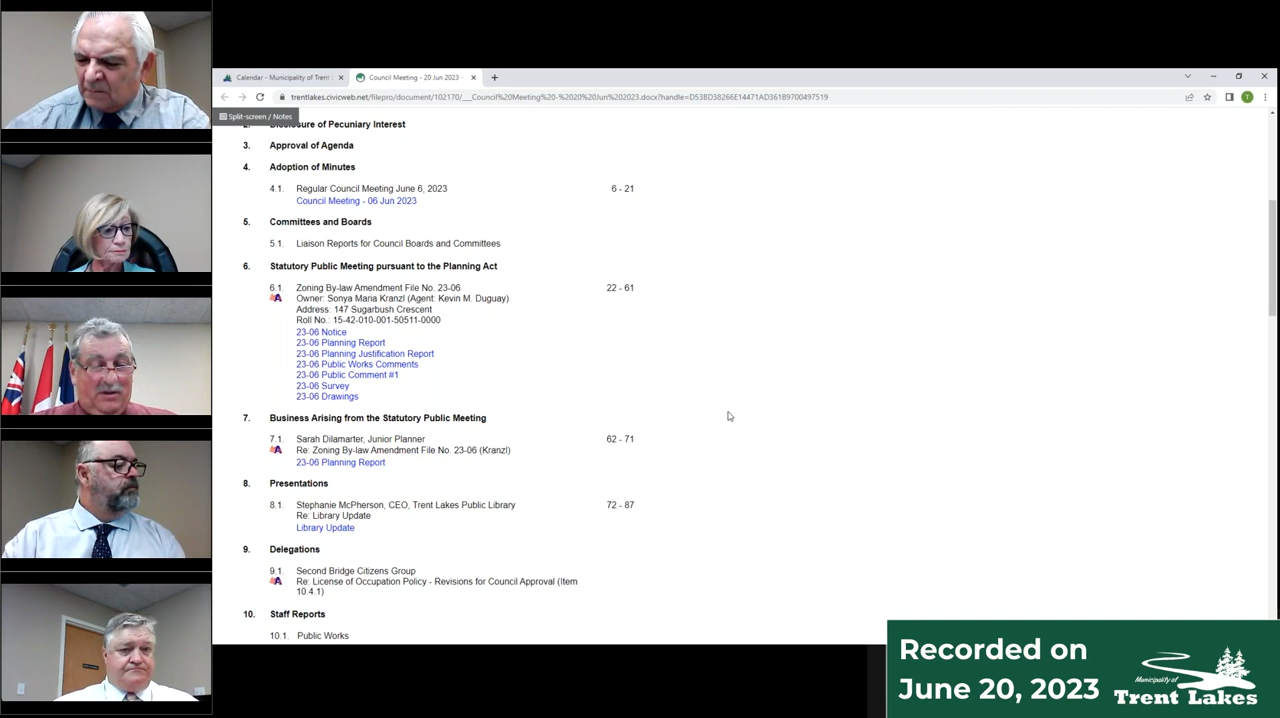 Calendar - Municipality of Trent
Council Meeting - 20 Jun 2023 -
trentlakes.civicweb.net/filepro/document/102170/__Council%20Meeting%20-%2020%20Jun%202023.docx?handle=D53BD38266E14471AD361B9700497519
T
Split-screen / Notes
2. Disclosure of Pecuniary Interest
3. Approval of Agenda
4. Adoption of Minutes
4.1. Regular Council Meeting June 6, 2023 6 - 21
Council Meeting - 06 Jun 2023
5. Committees and Boards
5.1. Liaison Reports for Council Boards and Committees
6. Statutory Public Meeting pursuant to the Planning Act
6.1. Zoning By-law Amendment File No. 23-06 22 - 61
Owner: Sonya Maria Kranzl (Agent: Kevin M. Duguay)
Address: 147 Sugarbush Crescent
Roll No.: 15-42-010-001-50511-0000
23-06 Notice
23-06 Planning Report
23-06 Planning Justification Report
23-06 Public Works Comments
23-06 Public Comment #1
23-06 Survey
23-06 Drawings
7. Business Arising from the Statutory Public Meeting
7.1. Sarah Dilamarter, Junior Planner 62 - 71
Re: Zoning By-law Amendment File No. 23-06 (Kranzl)
23-06 Planning Report
8. Presentations
8.1. Stephanie McPherson, CEO, Trent Lakes Public Library 72 - 87
Re: Library Update
Library Update
9. Delegations
9.1. Second Bridge Citizens Group
Re: License of Occupation Policy - Revisions for Council Approval (Item
10.4.1)
10. Staff Reports
10.1. Public Works
Recorded on
June 20, 2023
Municipality of
Trent Lakes